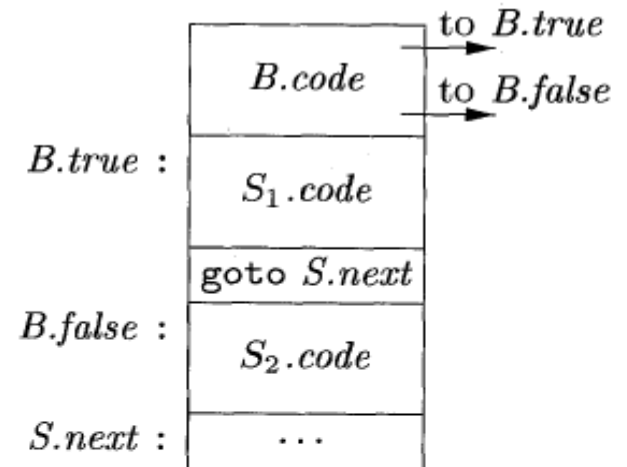 to B.true
B.code
to B.false
B.true :
S₁.code
goto S.next
B.false :
S₂.code
S.next : ...